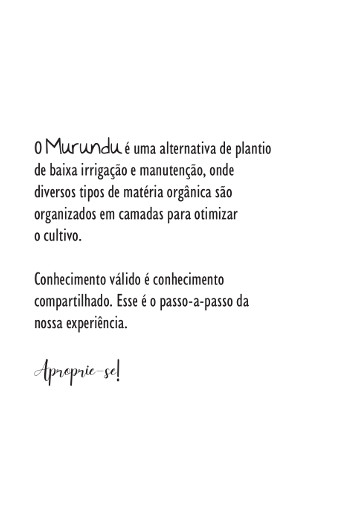 O Murundu é uma alternativa de plantio
de baixa irrigação e manutenção, onde
diversos tipos de matéria orgânica são
organizados em camadas para otimizar
o cultivo.
Conhecimento válido é conhecimento
compartilhado. Esse é o passo-a-passo da
nossa experiência.
Aproprie-se!